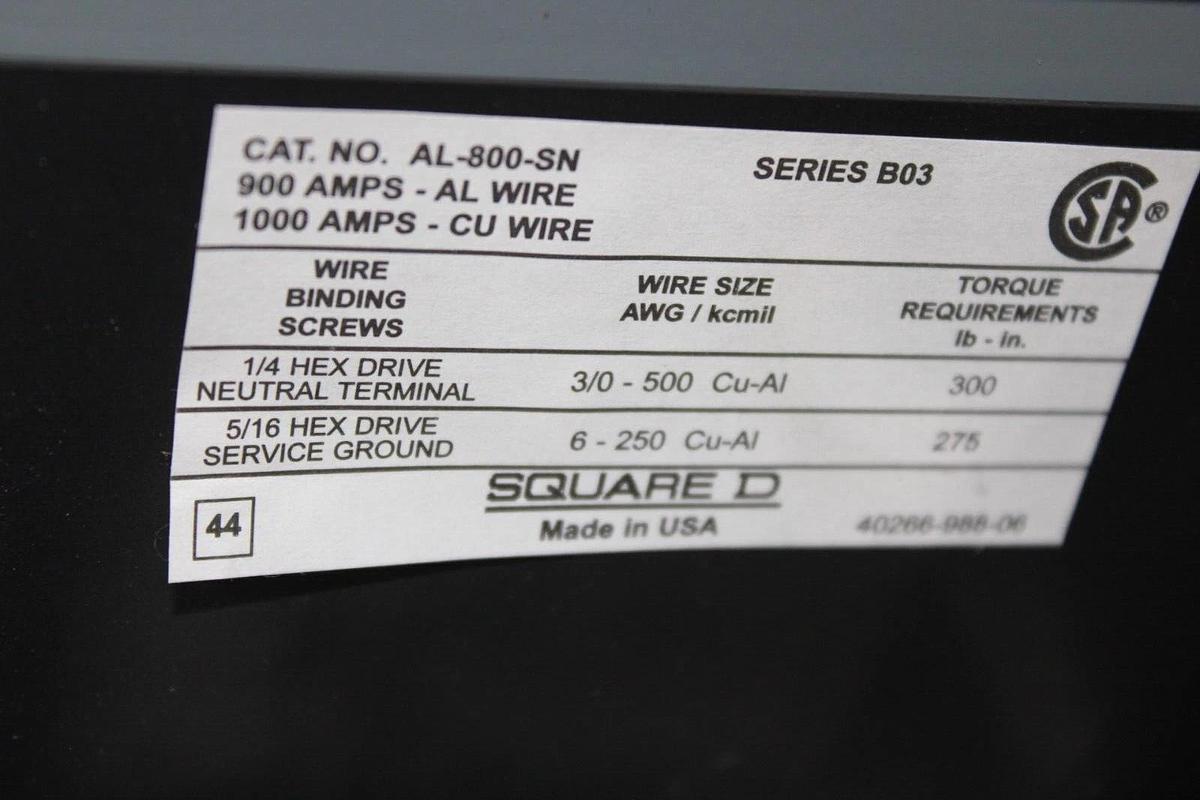 CAT. NO. AL-800-SN
900 AMPS - AL WIRE
1000 AMPS - CU WIRE
SERIES B03
SA ®
WIRE BINDING SCREWS
WIRE SIZE AWG / kcmil
TORQUE REQUIREMENTS lb - in.
1/4 HEX DRIVE NEUTRAL TERMINAL
3/0 - 500 Cu-Al
300
5/16 HEX DRIVE SERVICE GROUND
6 - 250 Cu-Al
275
44
SQUARE D
Made in USA
40266-988-06